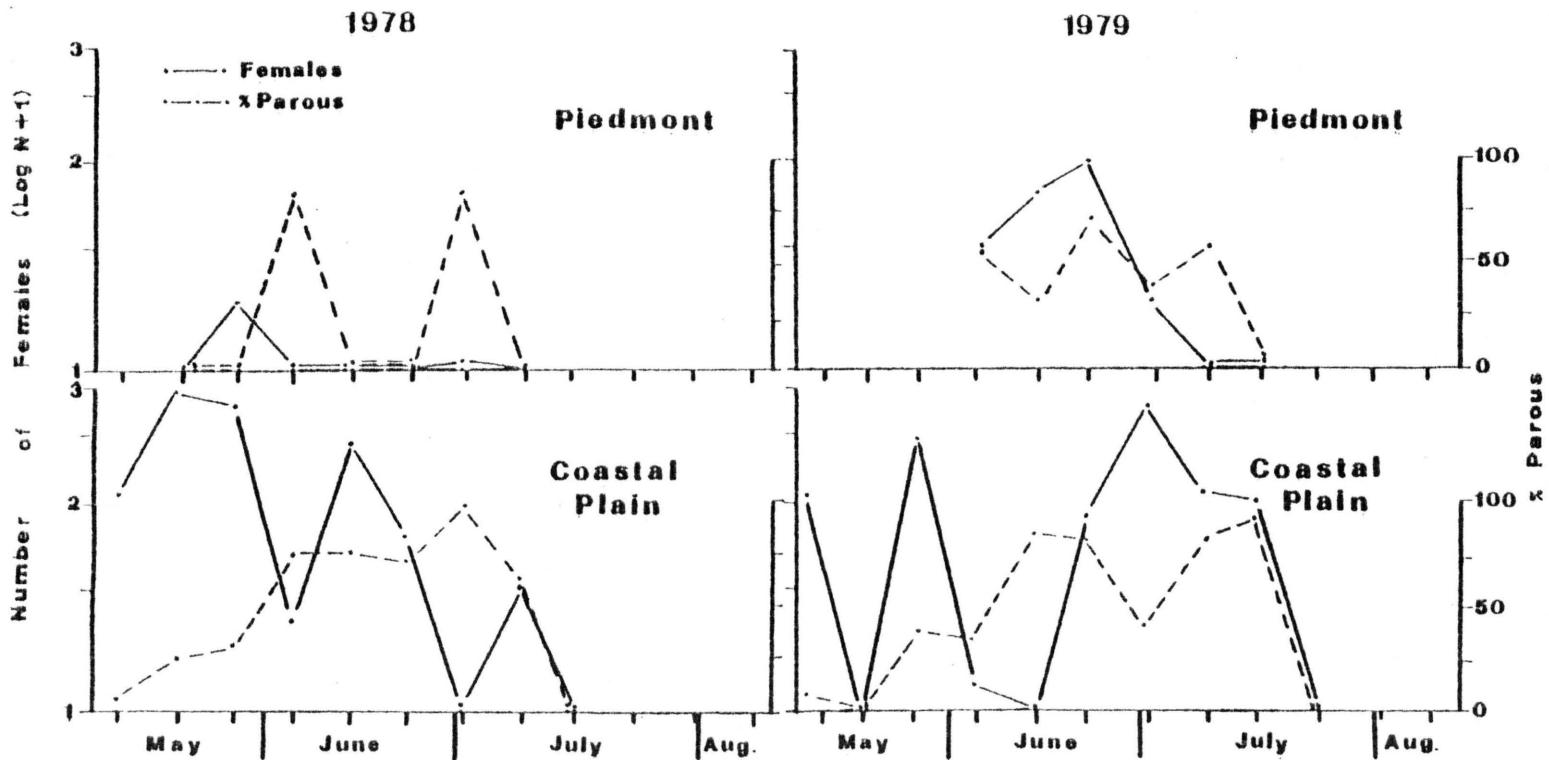 1978
1979
3
Females
% Parous
Piedmont
Piedmont
2
100
50
1
0
3
Coastal
Plain
Coastal
Plain
2
100
50
1
0
Number of Females (Log N+1)
% Parous
May
June
July
Aug.
May
June
July
Aug.